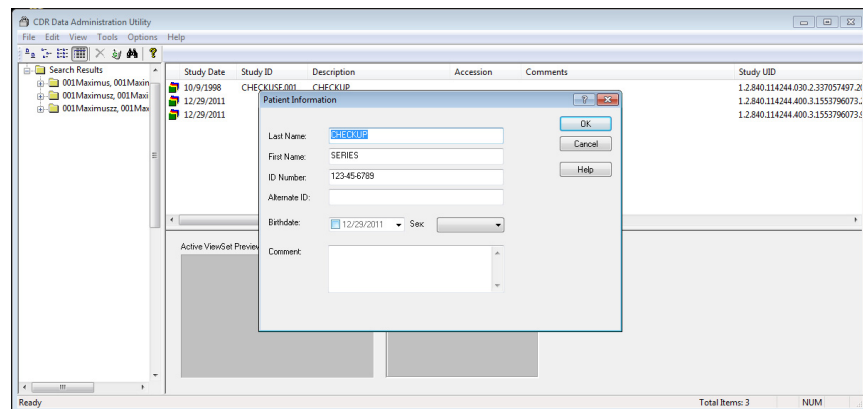 CDR Data Administration Utility
File Edit View Tools Options Help
Search Results
001Maximus, 001Maxin
001Maximusz, 001Maxi
001Maximuszz, 001Max
Study Date Study ID Description Accession Comments Study UID
10/9/1998 CHECKUSE.001 CHECKUP 1.2.840.114244.030.2.337057497.20
12/29/2011 1.2.840.114244.400.3.1553796073.2
12/29/2011 1.2.840.114244.400.3.1553796073.9
Patient Information
Last Name: CHECKUP
First Name: SERIES
ID Number: 123-45-6789
Alternate ID:
Birthdate: 12/29/2011 Sex:
Comment:
OK
Cancel
Help
Active ViewSet Preview
Ready Total Items: 3 NUM